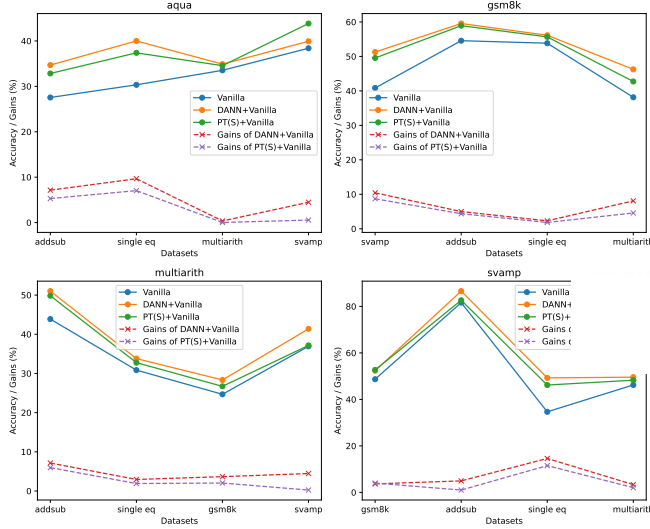 aqua
Accuracy / Gains (%)
40
30
20
10
0
Vanilla
DANN+Vanilla
PT(S)+Vanilla
Gains of DANN+Vanilla
Gains of PT(S)+Vanilla
addsub single eq multiarith svamp
Datasets
gsm8k
Accuracy / Gains (%)
60
50
40
30
20
10
0
Vanilla
DANN+Vanilla
PT(S)+Vanilla
Gains of DANN+Vanilla
Gains of PT(S)+Vanilla
svamp addsub single eq multiarith
Datasets
multiarith
Accuracy / Gains (%)
50
40
30
20
10
0
Vanilla
DANN+Vanilla
PT(S)+Vanilla
Gains of DANN+Vanilla
Gains of PT(S)+Vanilla
addsub single eq gsm8k svamp
Datasets
svamp
Accuracy / Gains (%)
80
60
40
20
0
Vanilla
DANN+
PT(S)+
Gains
Gains
gsm8k addsub single eq multiarith
Datasets